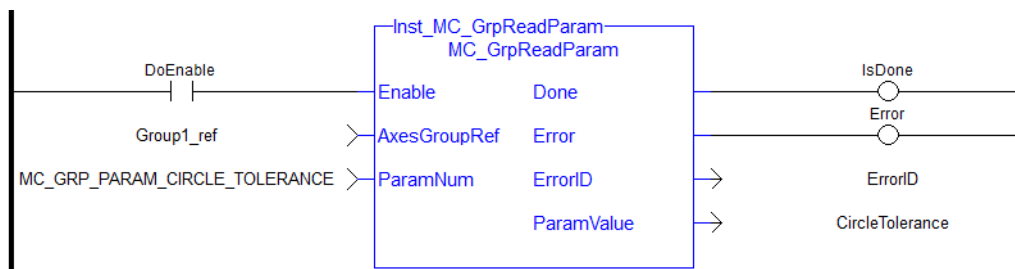 Inst_MC_GrpReadParam
MC_GrpReadParam
DoEnable
IsDone
Enable
Done
Error
Group1_ref
AxesGroupRef
Error
MC_GRP_PARAM_CIRCLE_TOLERANCE
ParamNum
ErrorID
ErrorID
ParamValue
CircleTolerance